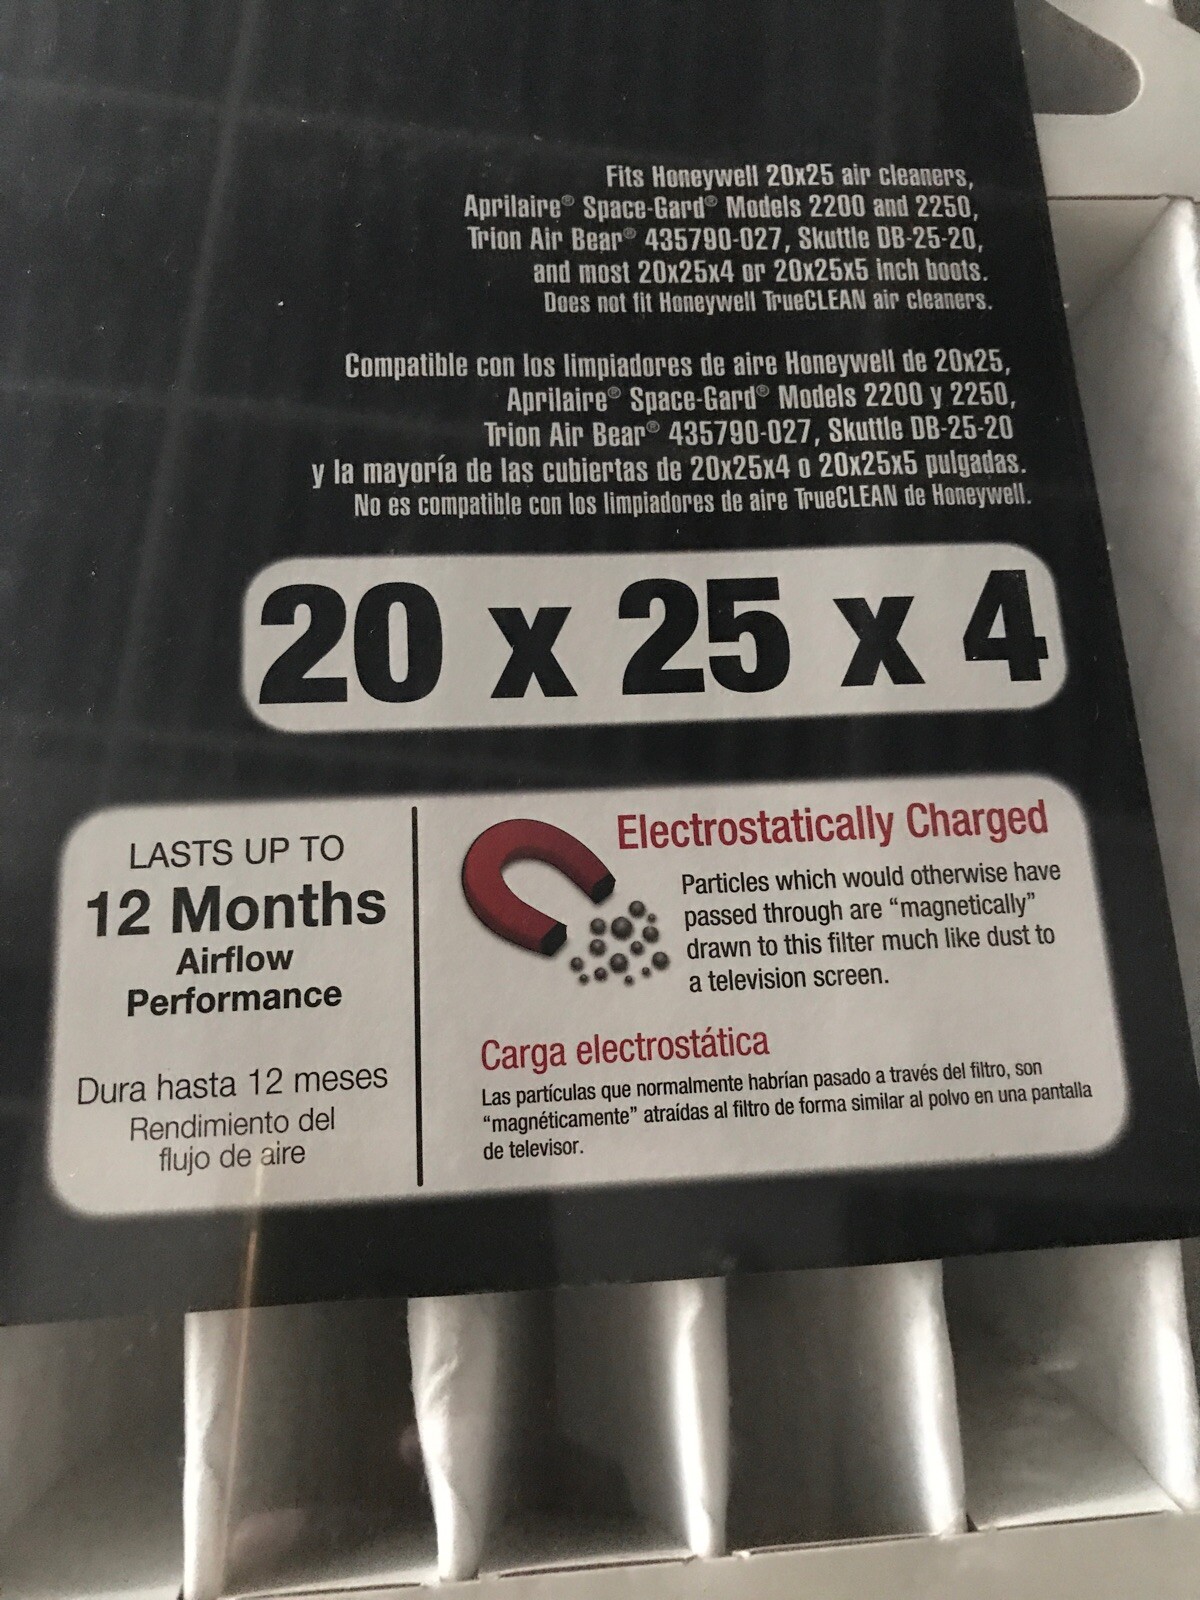 Fits Honeywell 20x25 air cleaners,
Aprilaire® Space-Gard® Models 2200 and 2250,
Trion Air Bear® 435790-027, Skuttle DB-25-20,
and most 20x25x4 or 20x25x5 inch boots.
Does not fit Honeywell TrueCLEAN air cleaners.
Compatible con los limpiadores de aire Honeywell de 20x25,
Aprilaire® Space-Gard® Models 2200 y 2250,
Trion Air Bear® 435790-027, Skuttle DB-25-20
y la mayoría de las cubiertas de 20x25x4 o 20x25x5 pulgadas.
No es compatible con los limpiadores de aire TrueCLEAN de Honeywell.
20 x 25 x 4
LASTS UP TO
12 Months
Airflow
Performance
Dura hasta 12 meses
Rendimiento del
flujo de aire
Electrostatically Charged
Particles which would otherwise have
passed through are “magnetically”
drawn to this filter much like dust to
a television screen.
Carga electrostática
Las partículas que normalmente habrían pasado a través del filtro, son
“magnéticamente” atraídas al filtro de forma similar al polvo en una pantalla
de televisor.